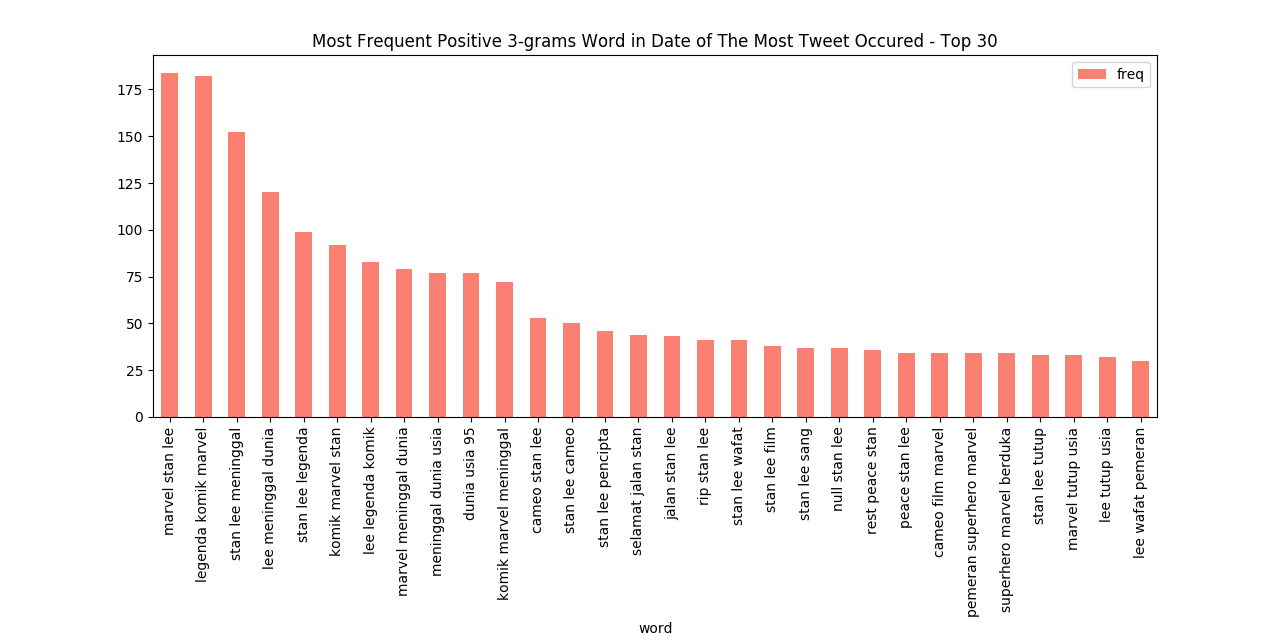 Most Frequent Positive 3-grams Word in Date of The Most Tweet Occured - Top 30
freq
175
150
125
100
75
50
25
0
marvel stan lee
legenda komik marvel
stan lee meninggal
lee meninggal dunia
stan lee legenda
komik marvel stan
lee legenda komik
marvel meninggal dunia
meninggal dunia usia
dunia usia 95
komik marvel meninggal
cameo stan lee
stan lee cameo
stan lee pencipta
selamat jalan stan
jalan stan lee
rip stan lee
stan lee wafat
stan lee film
stan lee sang
null stan lee
rest peace stan
peace stan lee
cameo film marvel
pemeran superhero marvel
superhero marvel berduka
stan lee tutup
marvel tutup usia
lee tutup usia
lee wafat pemeran
word